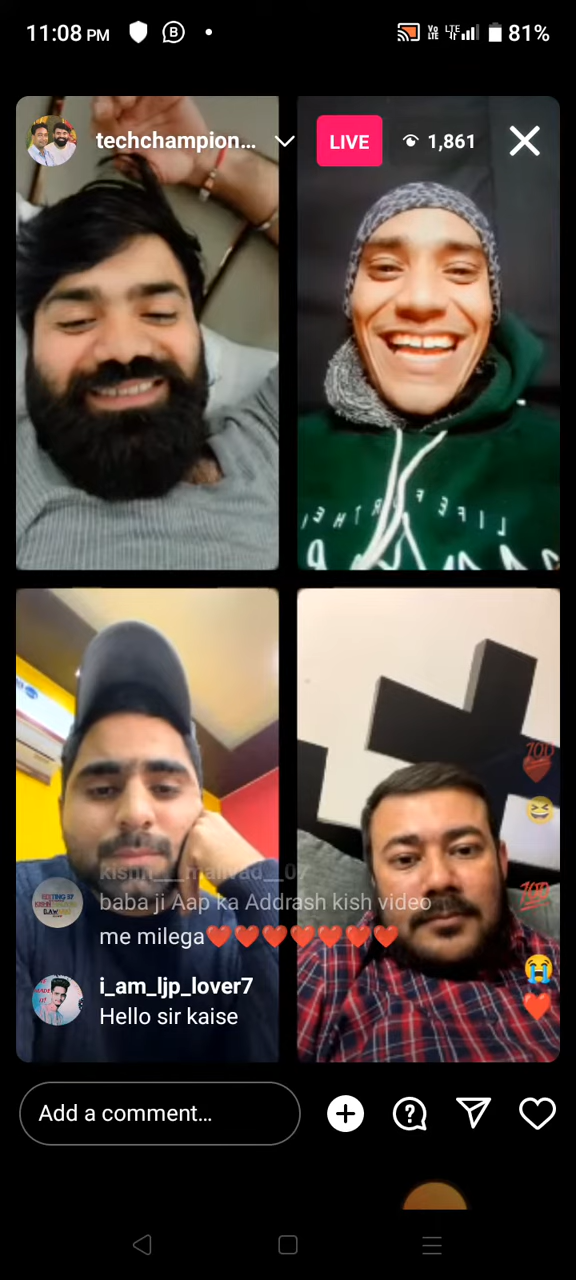 11:08 PM
81%
techchampion...
LIVE
1,861
kishn___malivad__07
baba ji Aap ka Addrash kish video
me milega❤️❤️❤️❤️❤️❤️❤️
i_am_ljp_lover7
Hello sir kaise
Add a comment...